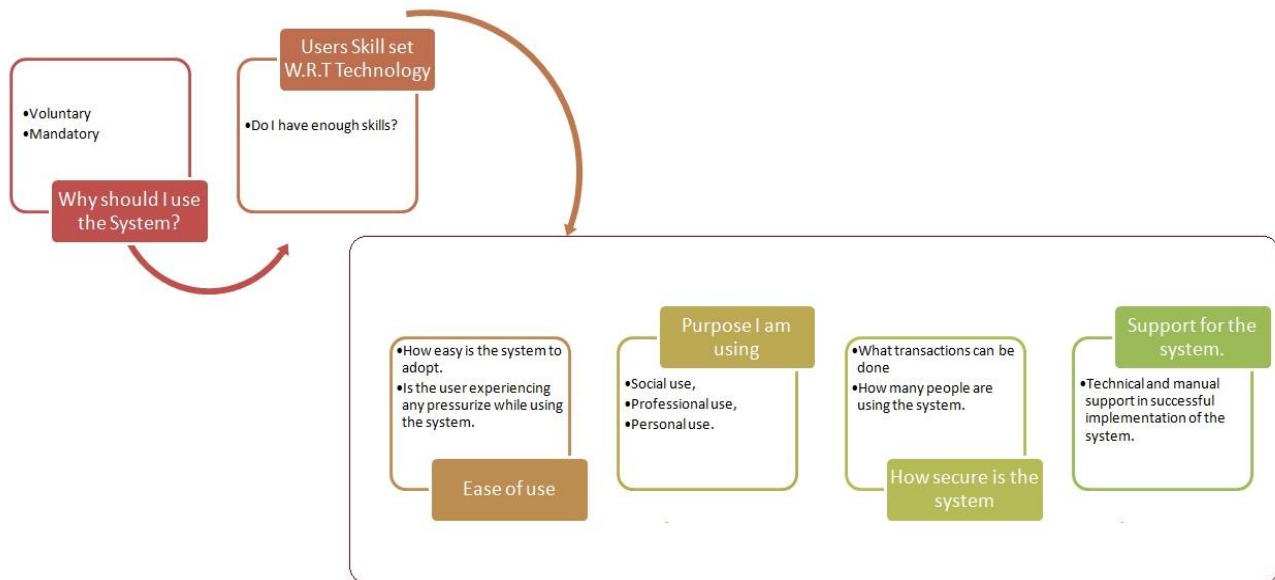 •Voluntary
•Mandatory
Why should I use
the System?
Users Skill set
W.R.T Technology
•Do I have enough skills?
•How easy is the system to
adopt.
•Is the user experiencing
any pressurize while using
the system.
Ease of use
Purpose I am
using
•Social use,
•Professional use,
•Personal use.
•What transactions can be
done
•How many people are
using the system.
How secure is the
system
Support for the
system.
•Technical and manual
support in successful
implementation of the
system.